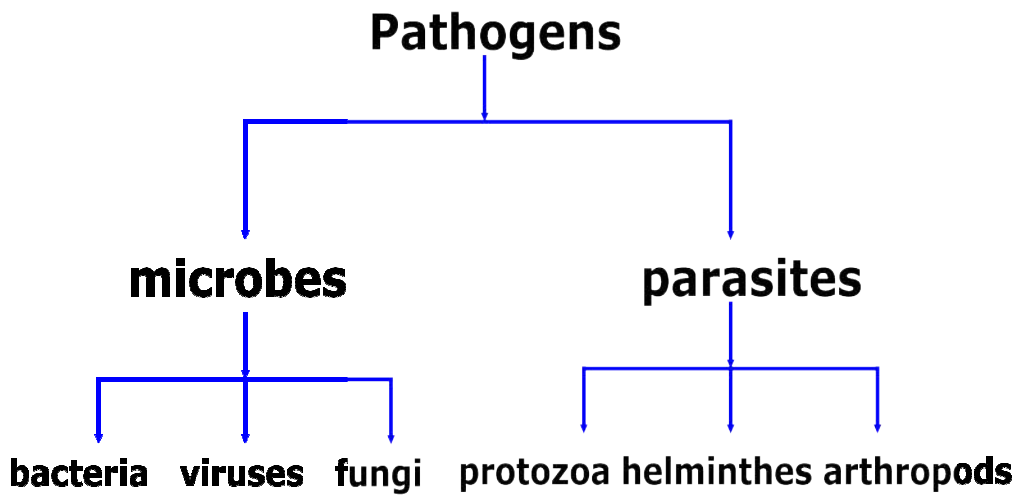 Pathogens
microbes parasites
bacteria viruses fungi protozoa helminthes arthropods